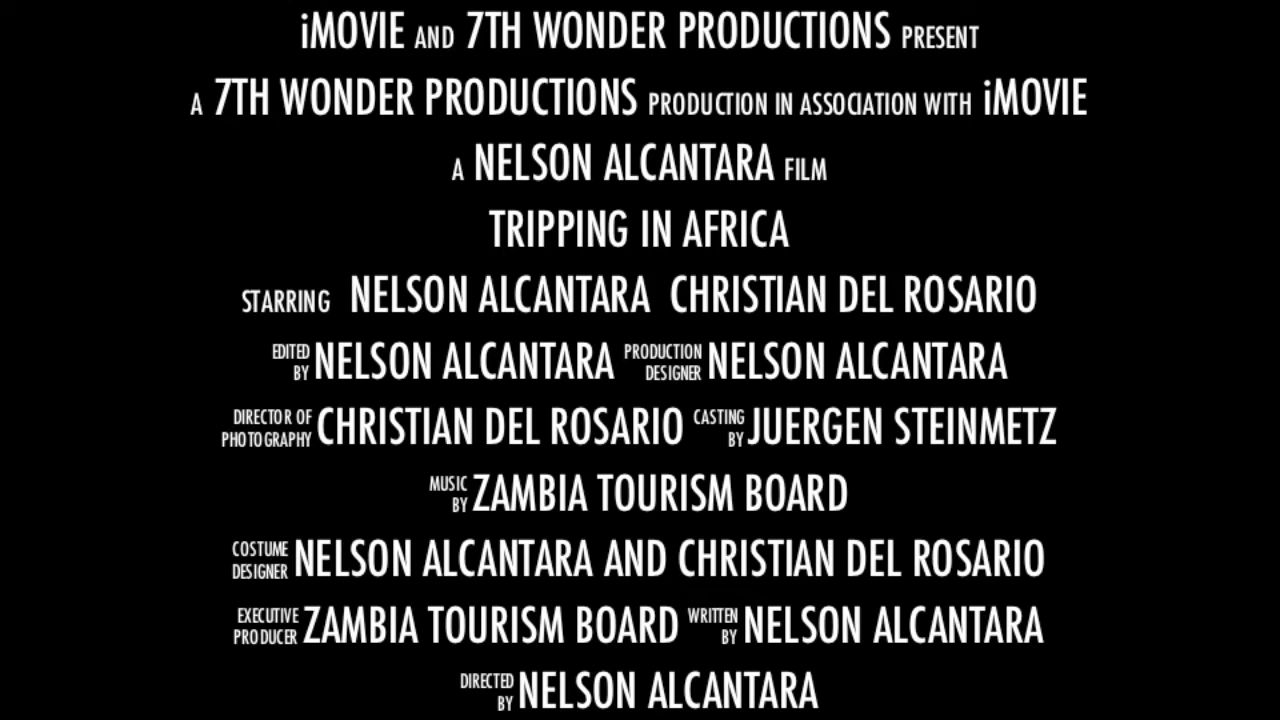 iMOVIE AND 7TH WONDER PRODUCTIONS PRESENT
A 7TH WONDER PRODUCTIONS PRODUCTION IN ASSOCIATION WITH iMOVIE
A NELSON ALCANTARA FILM
TRIPPING IN AFRICA
STARRING NELSON ALCANTARA CHRISTIAN DEL ROSARIO
EDITED BY NELSON ALCANTARA PRODUCTION DESIGNER NELSON ALCANTARA
DIRECTOR OF PHOTOGRAPHY CHRISTIAN DEL ROSARIO CASTING BY JUERGEN STEINMETZ
MUSIC BY ZAMBIA TOURISM BOARD
COSTUME DESIGNER NELSON ALCANTARA AND CHRISTIAN DEL ROSARIO
EXECUTIVE PRODUCER ZAMBIA TOURISM BOARD WRITTEN BY NELSON ALCANTARA
DIRECTED BY NELSON ALCANTARA